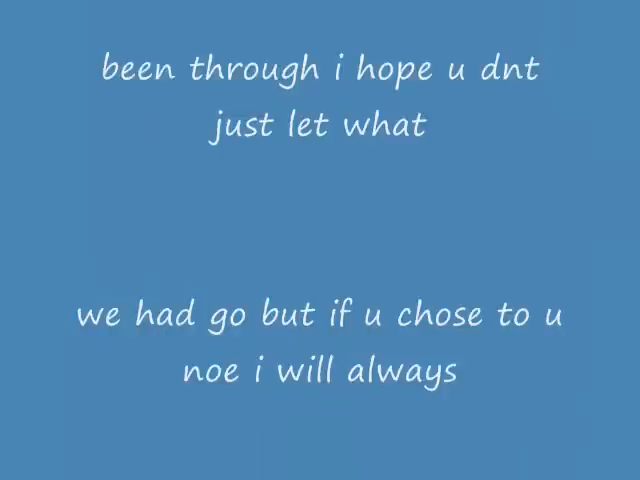 been through i hope u dnt
just let what
we had go but if u chose to u
noe i will always